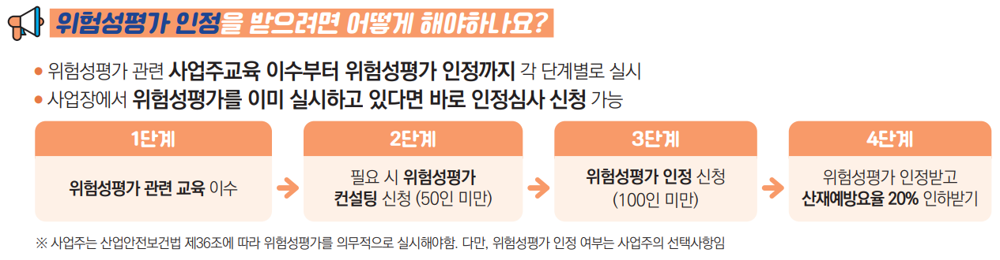 위험성평가 인정을 받으려면 어떻게 해야하나요?
• 위험성평가 관련 사업주교육 이수부터 위험성평가 인정까지 각 단계별로 실시
• 사업장에서 위험성평가를 이미 실시하고 있다면 바로 인정심사 신청 가능
1단계
위험성평가 관련 교육 이수
2단계
필요 시 위험성평가
컨설팅 신청 (50인 미만)
3단계
위험성평가 인정 신청
(100인 미만)
4단계
위험성평가 인정받고
산재예방요율 20% 인하받기
※ 사업주는 산업안전보건법 제36조에 따라 위험성평가를 의무적으로 실시해야함. 다만, 위험성평가 인정 여부는 사업주의 선택사항임